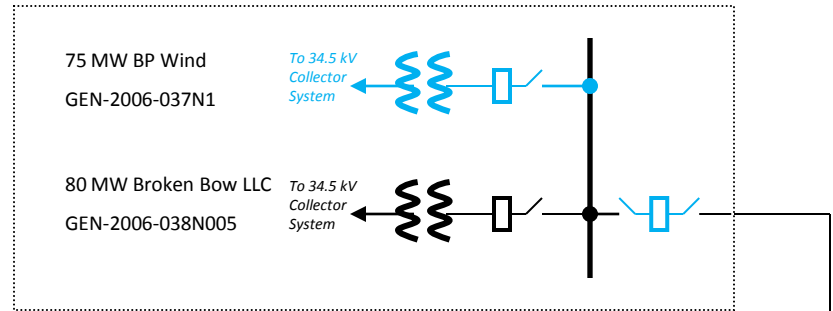 75 MW BP Wind
GEN-2006-037N1
To 34.5 kV
Collector
System
80 MW Broken Bow LLC
GEN-2006-038N005
To 34.5 kV
Collector
System